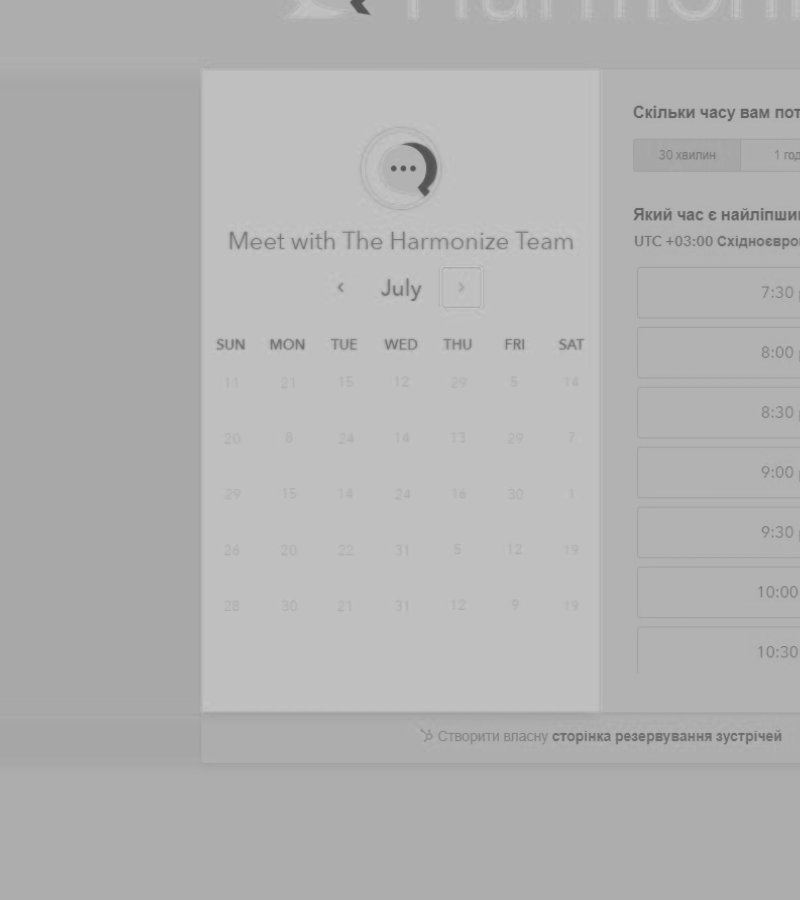 Harmoni
Meet with The Harmonize Team
July
SUN MON TUE WED THU FRI SAT
11 21 15 12 29 5 14
20 8 24 14 13 29 7
29 15 14 24 16 30 1
26 20 22 31 5 12 19
28 30 21 31 12 9 19
Скільки часу вам пот
30 хвилин 1 год
Який час є найліпши
UTC +03:00 Східноєвро
7:30
8:00
8:30
9:00
9:30
10:00
10:30
Створити власну сторінка резервування зустрічей